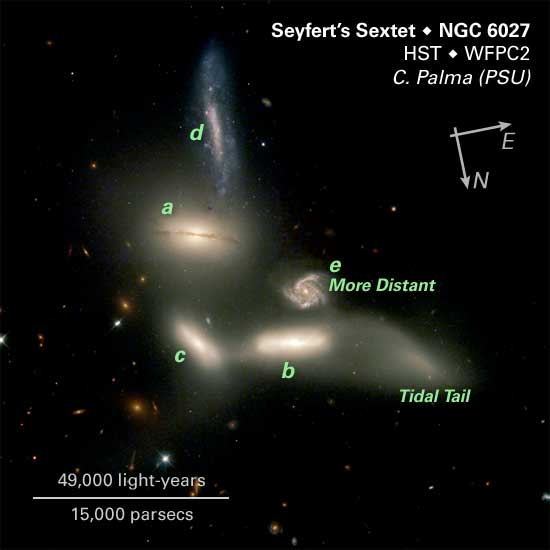 Seyfert's Sextet ◆ NGC 6027
HST ◆ WFPC2
C. Palma (PSU)
E
N
d
a
e
More Distant
c
b
Tidal Tail
49,000 light-years
15,000 parsecs